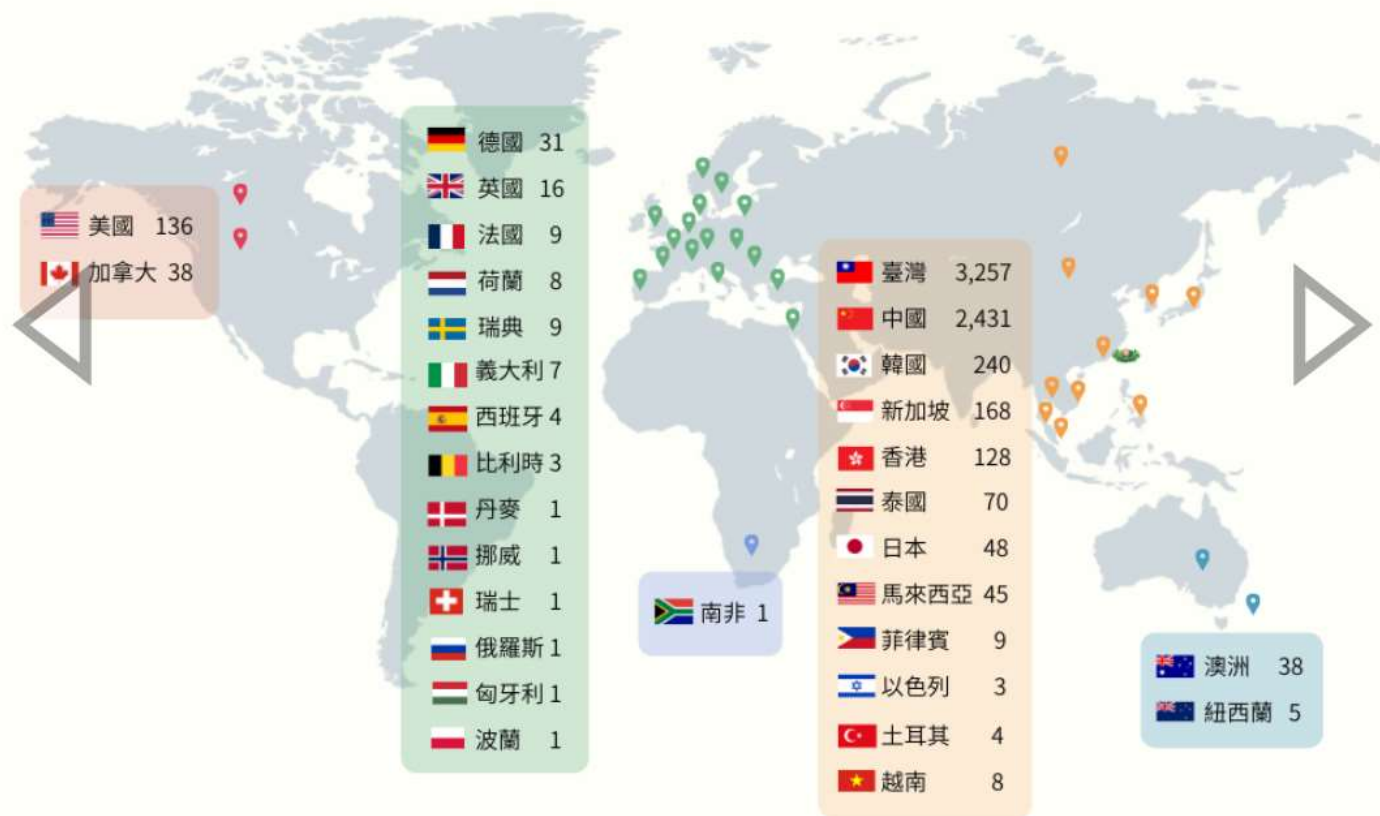 美國 136
加拿大 38
德國 31
英國 16
法國 9
荷蘭 8
瑞典 9
義大利 7
西班牙 4
比利時 3
丹麥 1
挪威 1
瑞士 1
俄羅斯 1
匈牙利 1
波蘭 1
南非 1
臺灣 3,257
中國 2,431
韓國 240
新加坡 168
香港 128
泰國 70
日本 48
馬來西亞 45
菲律賓 9
以色列 3
土耳其 4
越南 8
澳洲 38
紐西蘭 5